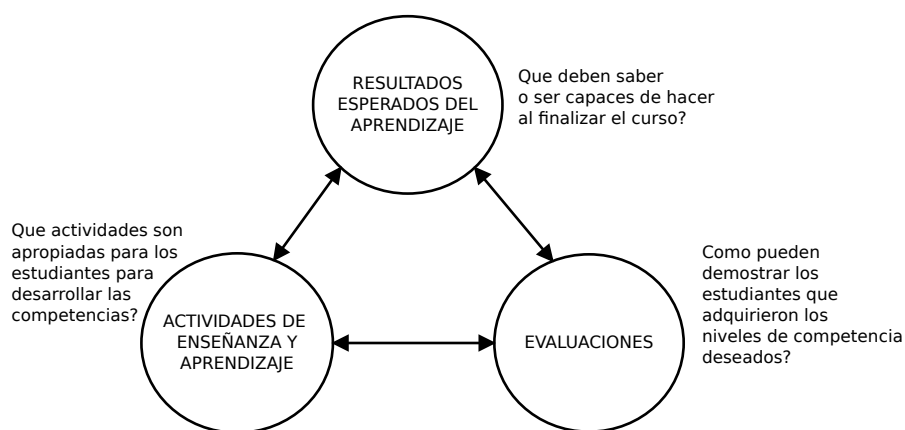 RESULTADOS
ESPERADOS DEL
APRENDIZAJE
Que deben saber
o ser capaces de hacer
al finalizar el curso?
Que actividades son
apropiadas para los
estudiantes para
desarrollar las
competencias?
ACTIVIDADES DE
ENSEÑANZA Y
APRENDIZAJE
EVALUACIONES
Como pueden
demostrar los
estudiantes que
adquirieron los
niveles de competencia
deseados?